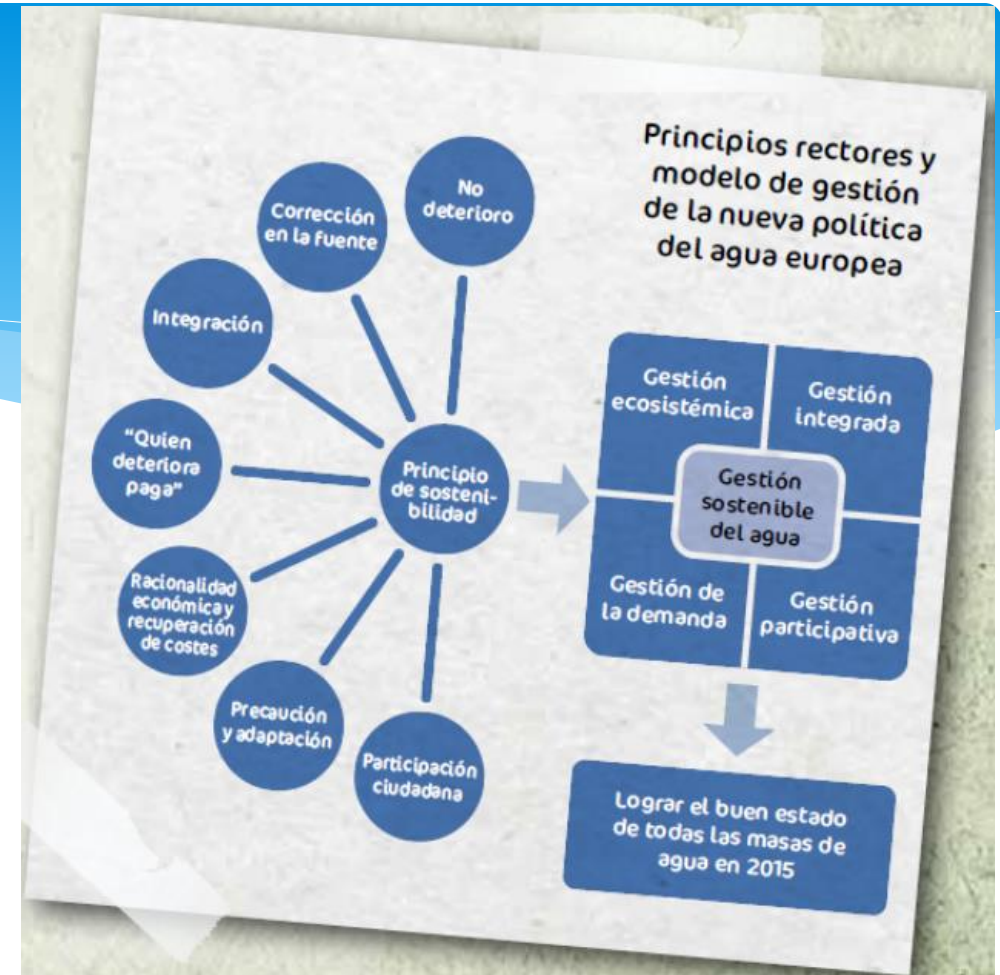 Principios rectores y
modelo de gestión
de la nueva política
del agua europea
No
deterioro
Corrección
en la fuente
Integración
"Quien
deteriora
paga"
Racionalidad
económica y
recuperación
de costes
Precaución
y adaptación
Participación
ciudadana
Principio
de sosteni-
bilidad
Gestión
ecosistémica
Gestión
integrada
Gestión
sostenible
del agua
Gestión de
la demanda
Gestión
participativa
Lograr el buen estado
de todas las masas de
agua en 2015